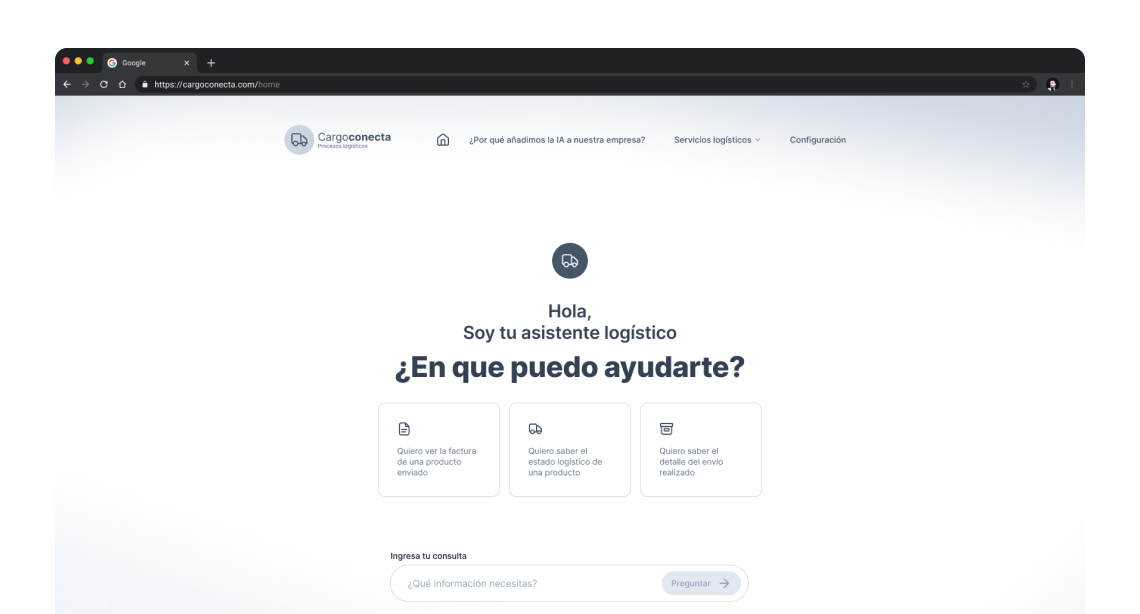 Google
https://cargoconecta.com/home
Cargoconecta
Procesos logísticos
¿Por qué añadimos la IA a nuestra empresa?
Servicios logísticos
Configuración
Hola,
Soy tu asistente logístico
¿En que puedo ayudarte?
Quiero ver la factura
de una producto
enviado
Quiero saber el
estado logístico de
una producto
Quiero saber el
detalle del envío
realizado
Ingresa tu consulta
¿Qué información necesitas?
Preguntar